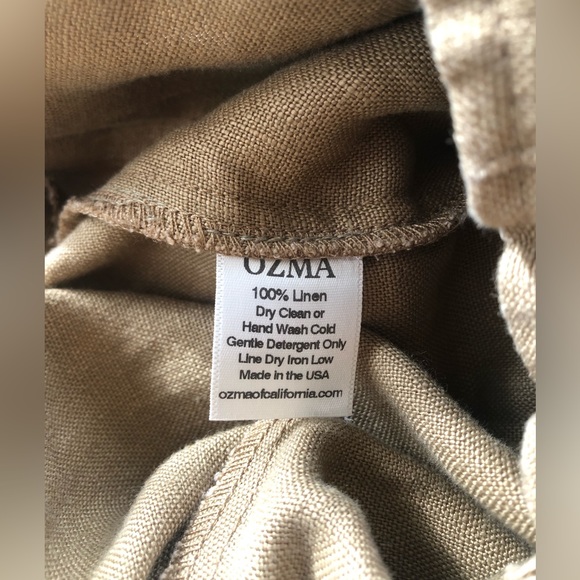 OZMA
100% Linen
Dry Clean or
Hand Wash Cold
Gentle Detergent Only
Line Dry Iron Low
Made in the USA
ozmaofcalifornia.com